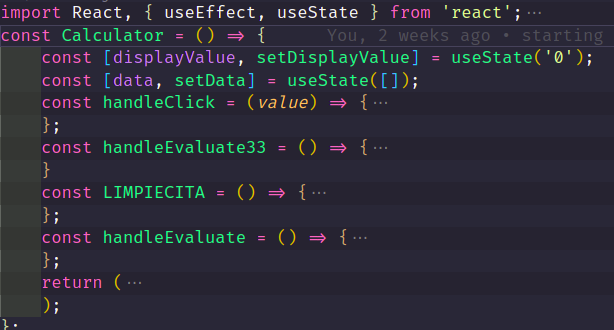 import React, { useEffect, useState } from 'react'; ···
const Calculator = () => { You, 2 weeks ago • starting
const [displayValue, setDisplayValue] = useState('0');
const [data, setData] = useState([]);
const handleClick = (value) => { ···
};
const handleEvaluate33 = () => { ···
}
const LIMPIECITA = () => { ···
};
const handleEvaluate = () => { ···
};
return ( ···
);
};